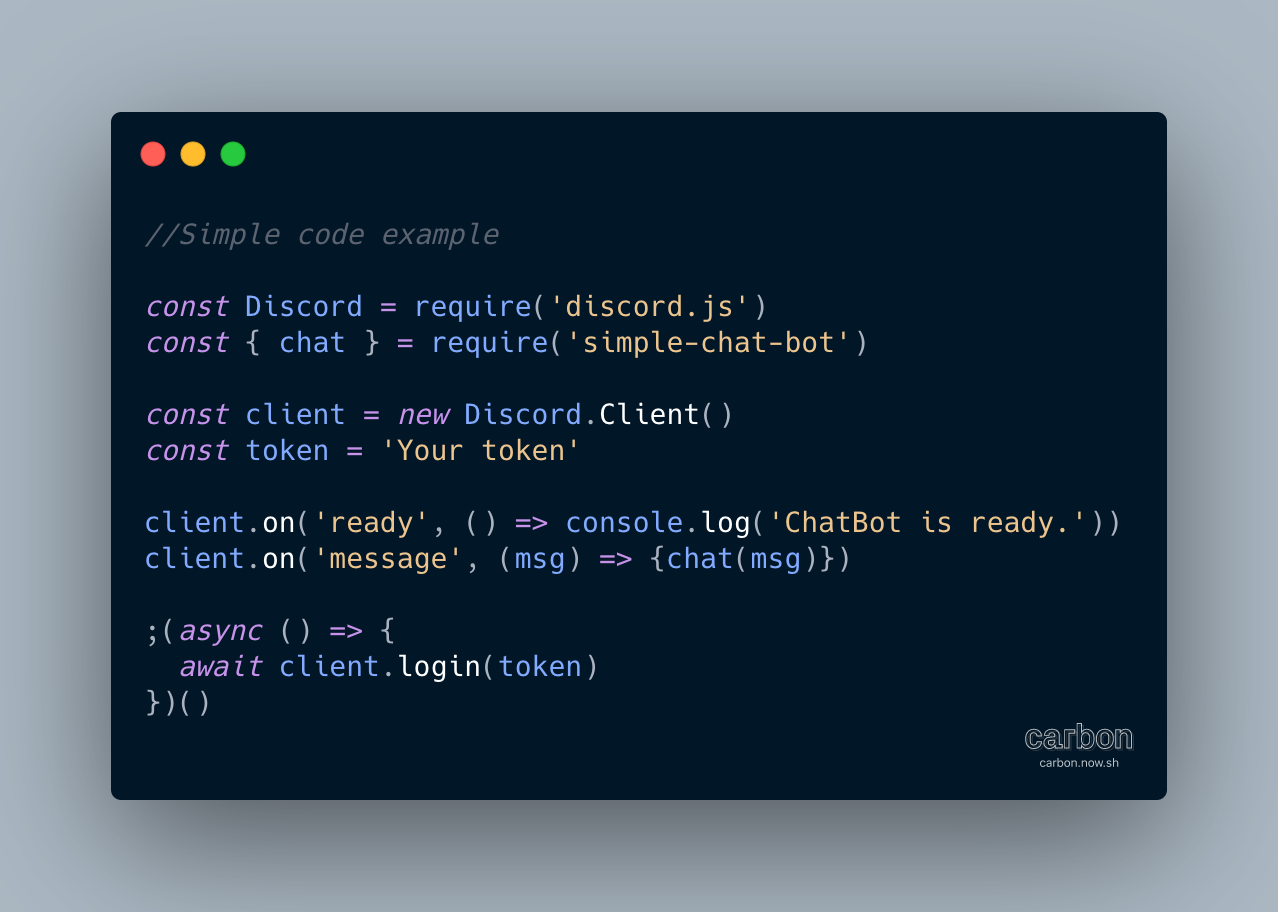 //Simple code example
const Discord = require('discord.js')
const { chat } = require('simple-chat-bot')
const client = new Discord.Client()
const token = 'Your token'
client.on('ready', () => console.log('ChatBot is ready.'))
client.on('message', (msg) => {chat(msg)})
;(async () => {
  await client.login(token)
})()
carbon
carbon.now.sh